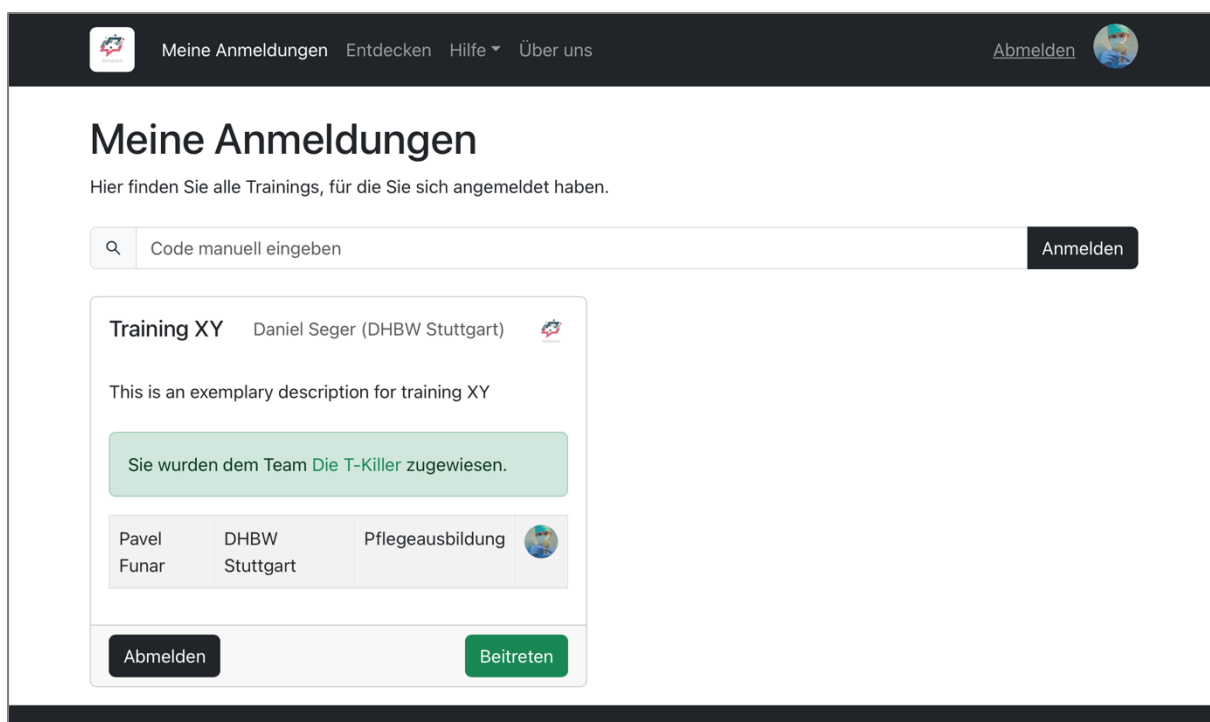 Meine Anmeldungen Entdecken Hilfe Über uns Abmelden
Meine Anmeldungen
Hier finden Sie alle Trainings, für die Sie sich angemeldet haben.
Code manuell eingeben Anmelden
Training XY Daniel Seger (DHBW Stuttgart)
This is an exemplary description for training XY
Sie wurden dem Team Die T-Killer zugewiesen.
Pavel DHBW Pflegeausbildung
Funar Stuttgart
Abmelden Beitreten